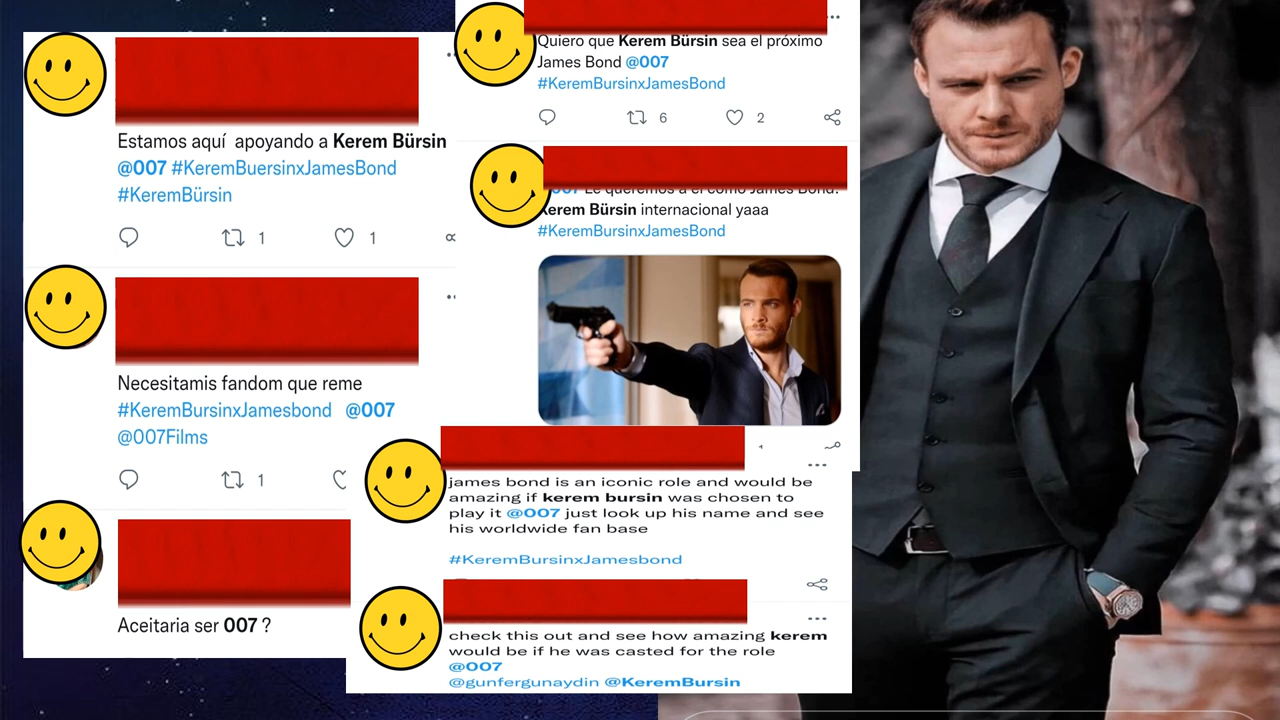 Estamos aquí apoyando a Kerem Bürsin
@007 #KeremBuersinxJamesBond
#KeremBürsin
1 1
Necesitamis fandom que reme
#KeremBursinxJamesbond @007
@007Films
1
Aceitaria ser 007 ?
Quiero que Kerem Bürsin sea el próximo
James Bond @007
#KeremBursinxJamesBond
6 2
Le queremos a el como James Bond.
Kerem Bürsin internacional yaaa
#KeremBursinxJamesBond
james bond is an iconic role and would be
amazing if kerem bursin was chosen to
play it @007 just look up his name and see
his worldwide fan base
#KeremBursinxJamesbond
check this out and see how amazing kerem
would be if he was casted for the role
@007
@gunfergunaydin @KeremBursin